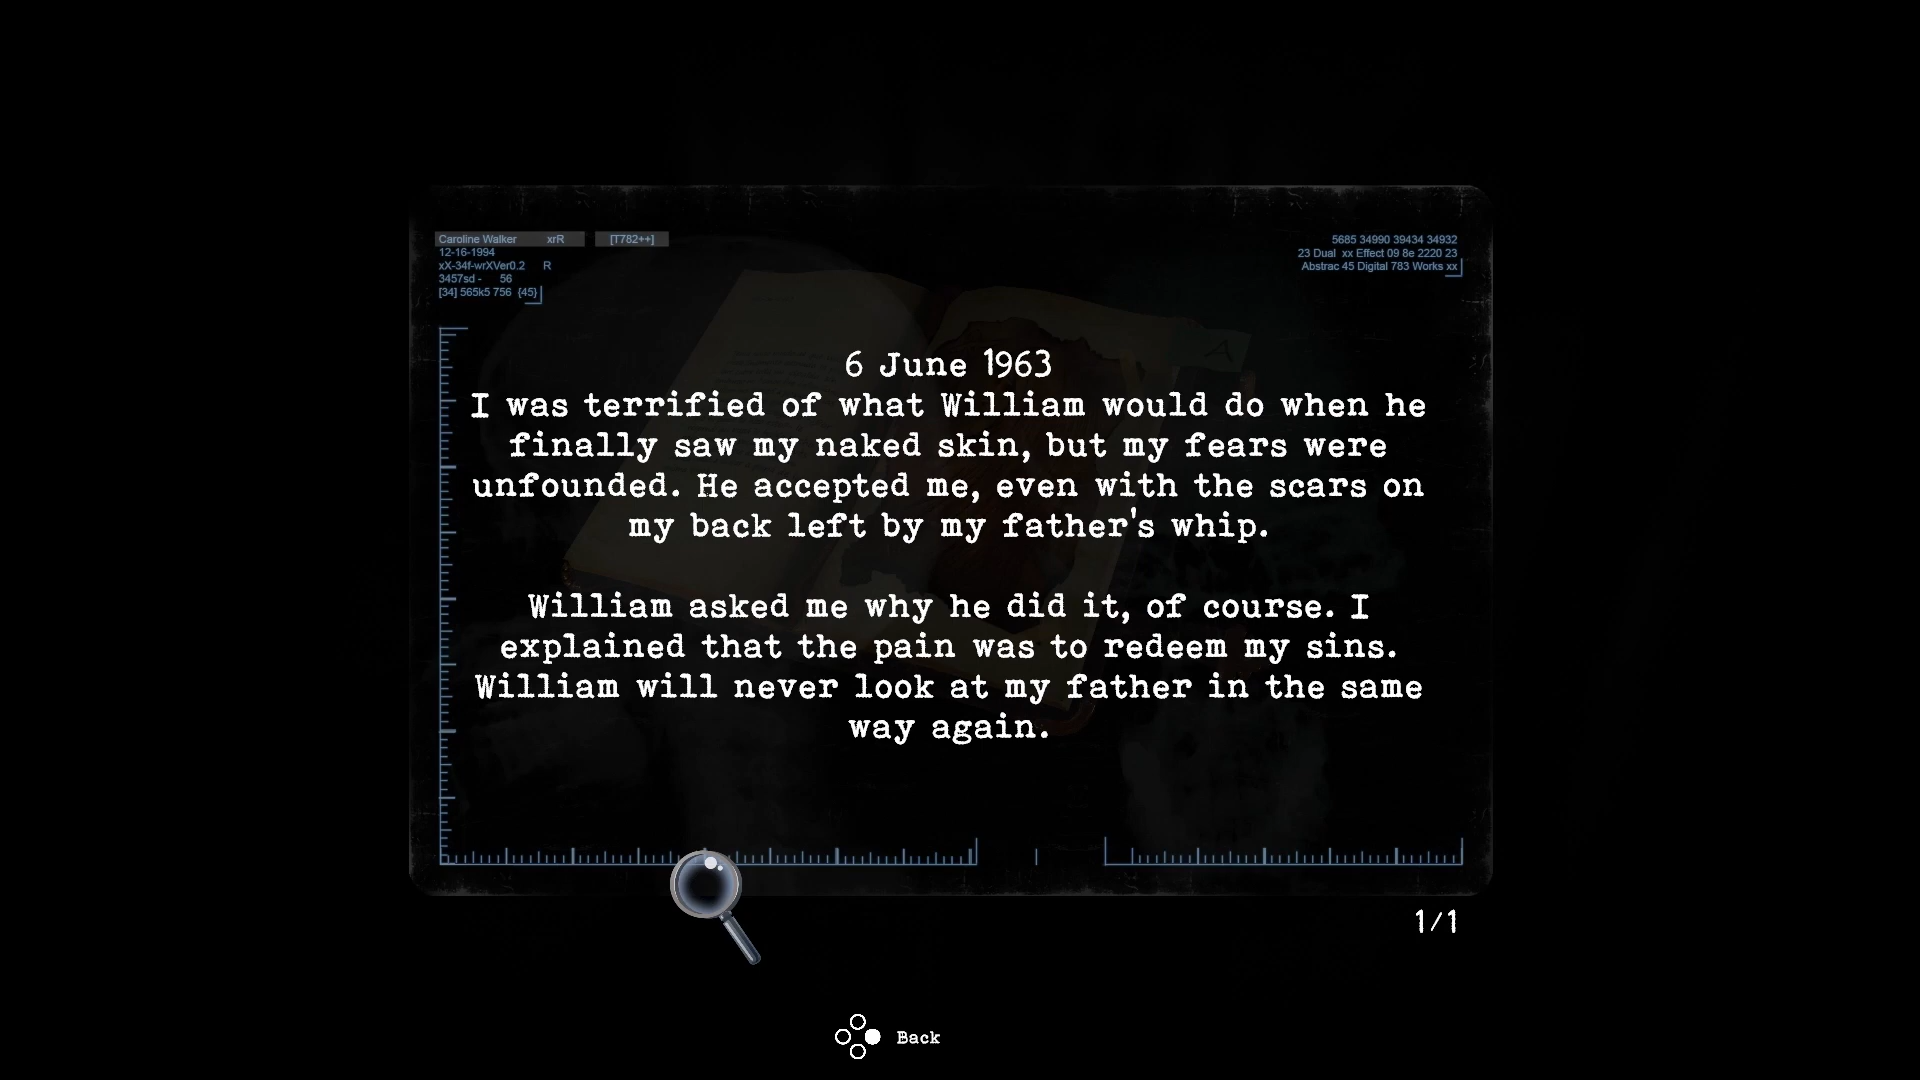 Caroline Walker xrR [T782++]
12-16-1994
xX-34f-wrXVer0.2 R
3457sd - 56
[34] 565k5 756 {45}
5685 34990 39434 34932
23 Dual xx Effect 09 8e 2220 23
Abstrac 45 Digital 783 Works xx
6 June 1963
I was terrified of what William would do when he
finally saw my naked skin, but my fears were
unfounded. He accepted me, even with the scars on
my back left by my father's whip.
William asked me why he did it, of course. I
explained that the pain was to redeem my sins.
William will never look at my father in the same
way again.
1/1
Back